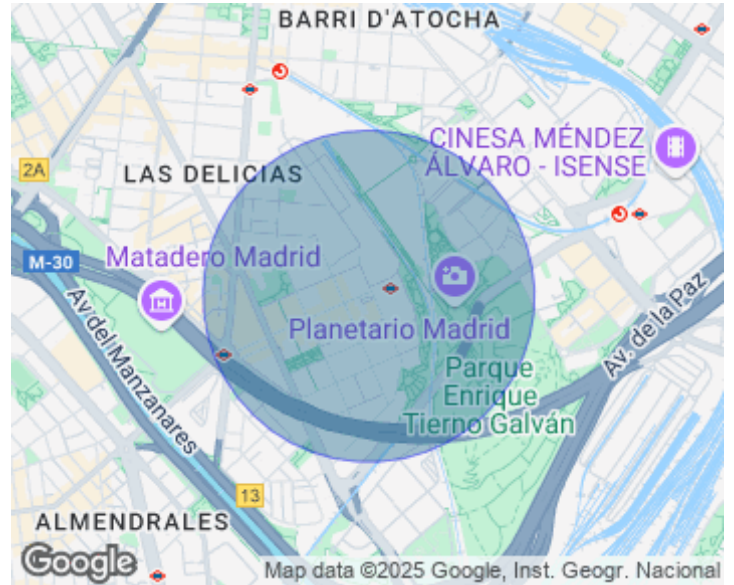 BARRI D'ATOCHA
CINESA MÉNDEZ
ÁLVARO - ISENSE
2A
LAS DELICIAS
M-30
Matadero Madrid
Av. de la Paz
Av. del Manzanares
Planetario Madrid
Parque
Enrique
Tierno Galván
13
ALMENDRALES
Google
Map data ©2025 Google, Inst. Geogr. Nacional